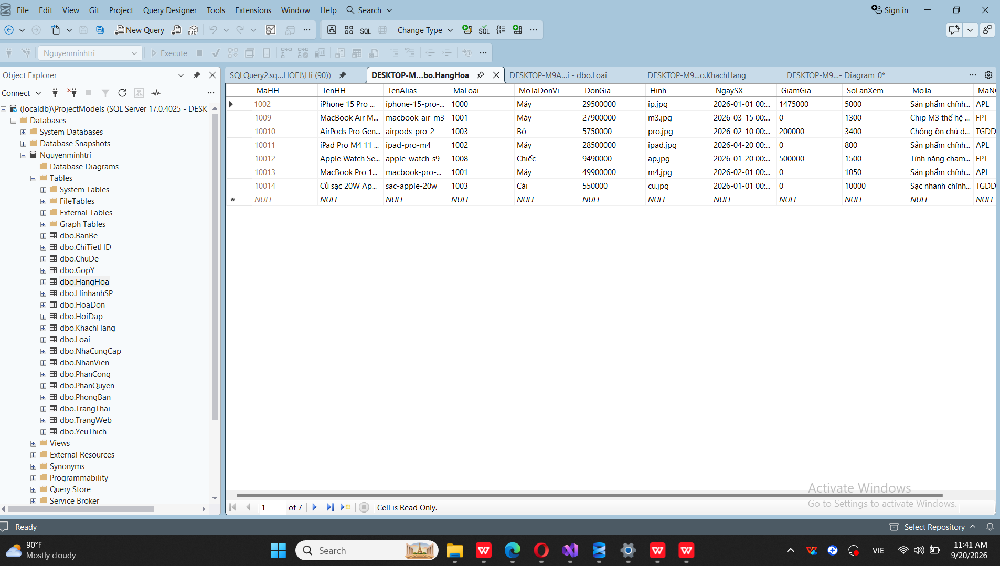 File Edit View Git Project Query Designer Tools Extensions Window Help Search Sign in
New Query DAX SQL Change Type SQL
Nguyenminhtri Execute
Object Explorer
Connect
(localdb)\ProjectModels (SQL Server 17.0.4025 - DESKT
Databases
System Databases
Database Snapshots
Nguyenminhtri
Database Diagrams
Tables
System Tables
FileTables
External Tables
Graph Tables
dbo.BanBe
dbo.ChiTietHD
dbo.ChuDe
dbo.GopY
dbo.HangHoa
dbo.HinhanhSP
dbo.HoaDon
dbo.HoiDap
dbo.KhachHang
dbo.Loai
dbo.NhaCungCap
dbo.NhanVien
dbo.PhanCong
dbo.PhanQuyen
dbo.PhongBan
dbo.TrangThai
dbo.TrangWeb
dbo.YeuThich
Views
External Resources
Synonyms
Programmability
Query Store
Service Broker
SQLQuery2.sq...HOEJ\Hi (90)) DESKTOP-M...bo.HangHoa DESKTOP-M9A...i - dbo.Loai DESKTOP-M9...o.KhachHang DESKTOP-M9...- Diagram_0*
MaHH TenHH TenAlias MaLoai MoTaDonVi DonGia Hinh NgaySX GiamGia SoLanXem MoTa MaNC
1002 iPhone 15 Pro ... iphone-15-pro-... 1000 Máy 29500000 ip.jpg 2026-01-01 00:... 1475000 5000 Sản phẩm chính... APL
1009 MacBook Air M... macbook-air-m3 1001 Máy 27900000 m3.jpg 2026-03-15 00:... 0 1300 Chip M3 thế hệ ... FPT
10010 AirPods Pro Gen... airpods-pro-2 1003 Bộ 5750000 pro.jpg 2026-02-10 00:... 200000 3400 Chống ồn chủ đ... TGDD
10011 iPad Pro M4 11 ... ipad-pro-m4 1002 Máy 28500000 ipad.jpg 2026-04-20 00:... 0 800 Sản phẩm chính... APL
10012 Apple Watch Se... apple-watch-s9 1008 Chiếc 9490000 ap.jpg 2026-01-20 00:... 500000 1500 Tính năng chạm... FPT
10013 MacBook Pro 1... macbook-pro-... 1001 Máy 49900000 m4.jpg 2026-02-01 00:... 0 1050 Sản phẩm chính... APL
10014 Củ sạc 20W Ap... sac-apple-20w 1003 Cái 550000 cu.jpg 2026-01-01 00:... 0 10000 Sạc nhanh chính... TGDD
NULL NULL NULL NULL NULL NULL NULL NULL NULL NULL NULL NULL
1 of 7 Cell is Read Only.
Activate Windows
Go to Settings to activate Windows.
Ready Select Repository
90°F
Mostly cloudy
Search
VIE
11:41 AM
9/20/2026